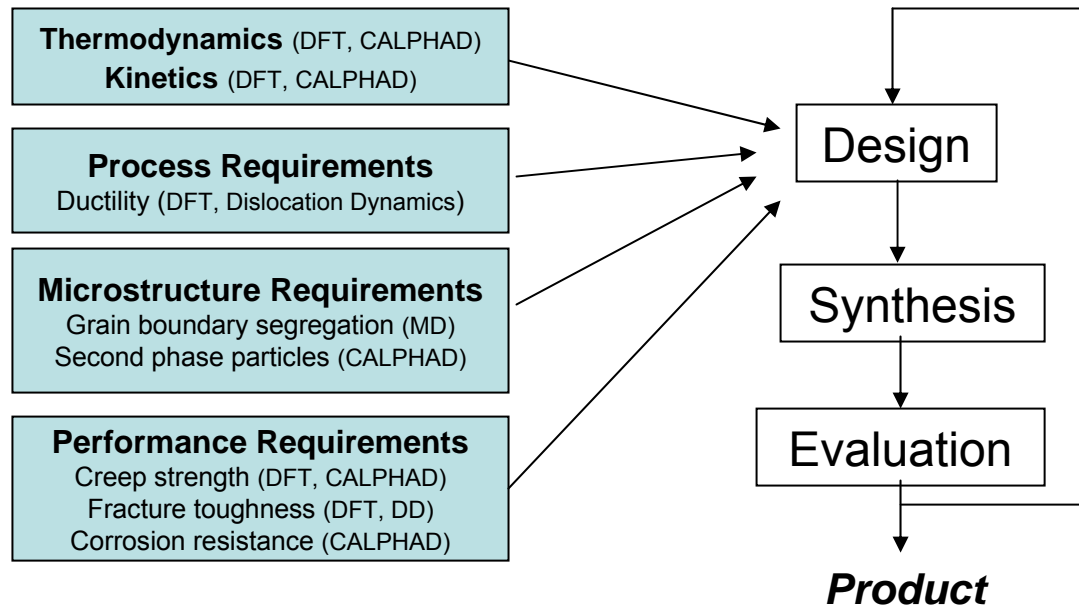 Thermodynamics (DFT, CALPHAD)
Kinetics (DFT, CALPHAD)
Process Requirements
Ductility (DFT, Dislocation Dynamics)
Microstructure Requirements
Grain boundary segregation (MD)
Second phase particles (CALPHAD)
Performance Requirements
Creep strength (DFT, CALPHAD)
Fracture toughness (DFT, DD)
Corrosion resistance (CALPHAD)
Design
Synthesis
Evaluation
Product